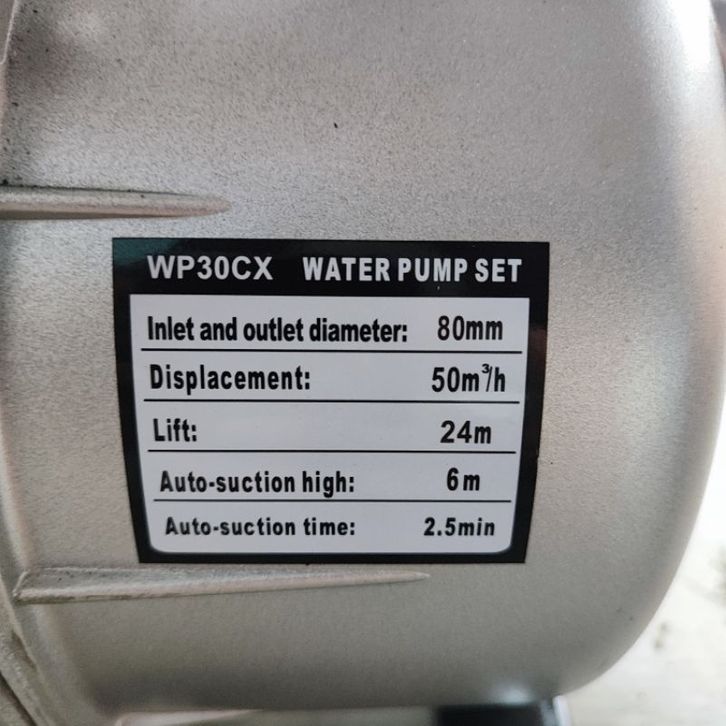 WP30CX WATER PUMP SET
Inlet and outlet diameter: 80mm
Displacement: 50m³/h
Lift: 24m
Auto-suction high: 6m
Auto-suction time: 2.5min